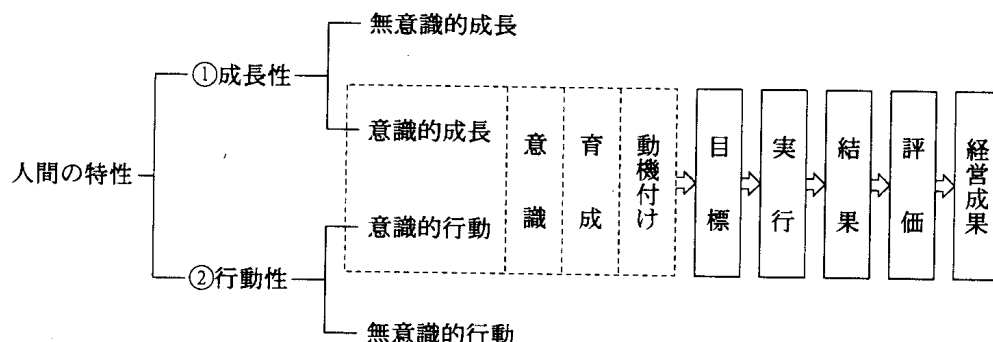 無意識的成長
①成長性
意識的成長
人間の特性
意識的行動
②行動性
無意識的行動
意識
育成
動機付け
目標
実行
結果
評価
経営成果